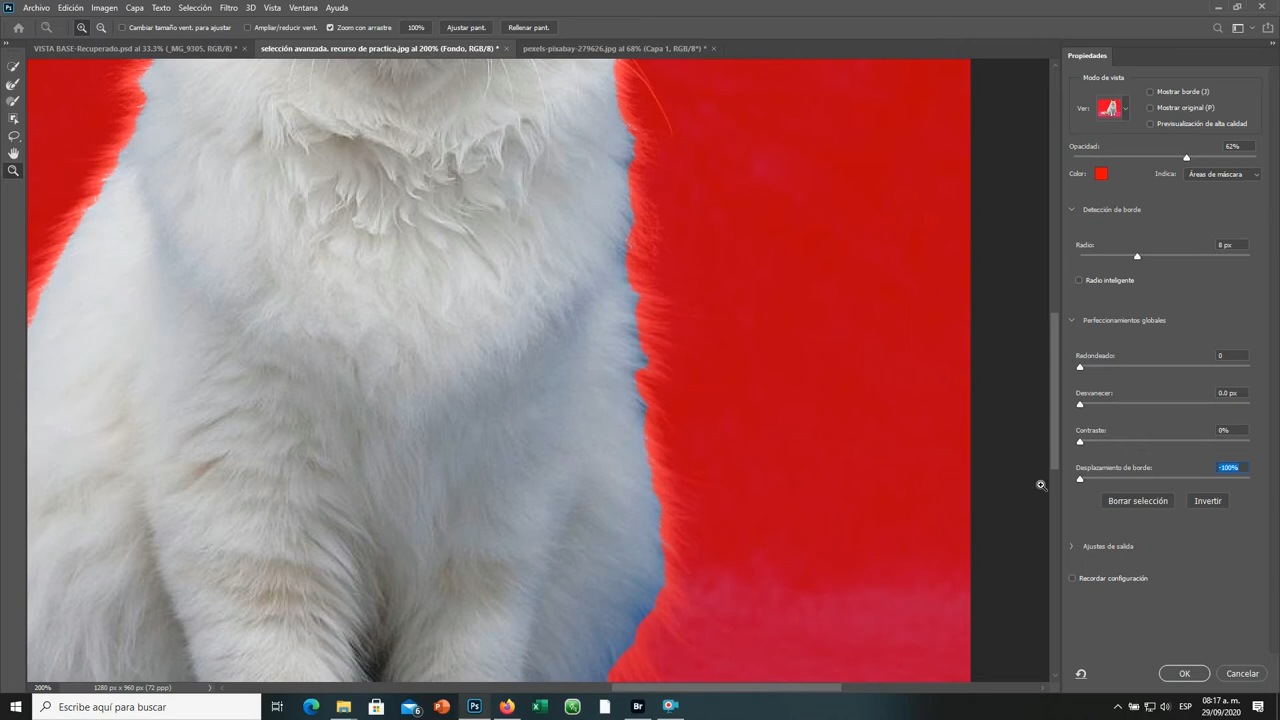 Ps Archivo Edición Imagen Capa Texto Selección Filtro 3D Vista Ventana Ayuda
Cambiar tamaño vent. para ajustar Ampliar/reducir vent. Zoom con arrastre 100% Ajustar pant. Rellenar pant.
VISTA BASE-Recuperado.psd al 33.3% (_MG_9305, RGB/8) * × selección avanzada. recurso de practica.jpg al 200% (Fondo, RGB/8) * × pexels-pixabay-279626.jpg al 68% (Capa 1, RGB/8*) * ×
Propiedades
Modo de vista
Mostrar borde (J)
Ver:
Mostrar original (P)
Previsualización de alta calidad
Opacidad: 62%
Color: Indica: Áreas de máscara
Detección de borde
Radio: 8 px
Radio inteligente
Perfeccionamientos globales
Redondeado: 0
Desvanecer: 0.0 px
Contraste: 0%
Desplazamiento de borde: -100%
Borrar selección Invertir
Ajustes de salida
Recordar configuración
OK Cancelar
200% 1280 px x 960 px (72 ppp)
Escribe aquí para buscar
6
Ps
Br
ESP
08:17 a. m.
29/09/2020